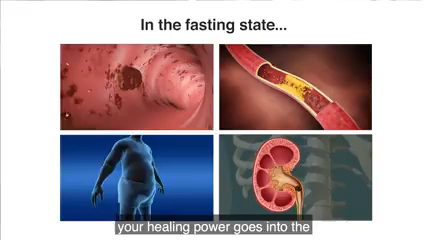 In the fasting state...
your healing power goes into the